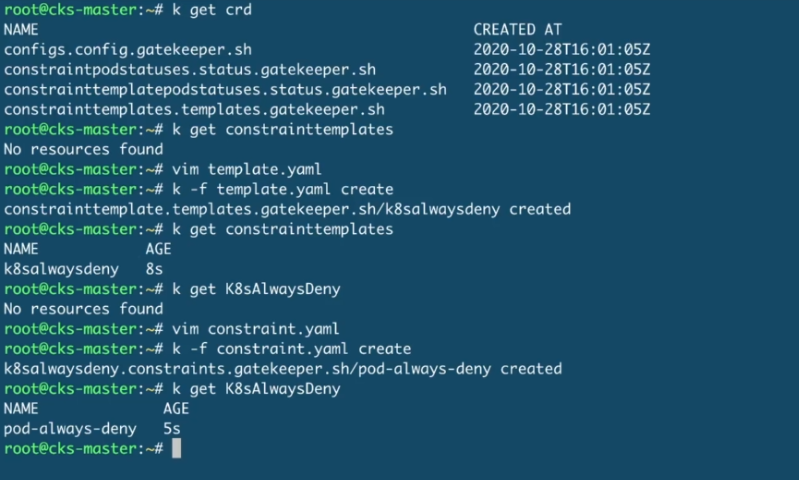 root@cks-master:~# k get crd
NAME CREATED AT
configs.config.gatekeeper.sh 2020-10-28T16:01:05Z
constraintpodstatuses.status.gatekeeper.sh 2020-10-28T16:01:05Z
constrainttemplatepodstatuses.status.gatekeeper.sh 2020-10-28T16:01:05Z
constrainttemplates.templates.gatekeeper.sh 2020-10-28T16:01:05Z
root@cks-master:~# k get constrainttemplates
No resources found
root@cks-master:~# vim template.yaml
root@cks-master:~# k -f template.yaml create
constrainttemplate.templates.gatekeeper.sh/k8salwaysdeny created
root@cks-master:~# k get constrainttemplates
NAME AGE
k8salwaysdeny 8s
root@cks-master:~# k get K8sAlwaysDeny
No resources found
root@cks-master:~# vim constraint.yaml
root@cks-master:~# k -f constraint.yaml create
k8salwaysdeny.constraints.gatekeeper.sh/pod-always-deny created
root@cks-master:~# k get K8sAlwaysDeny
NAME AGE
pod-always-deny 5s
root@cks-master:~#